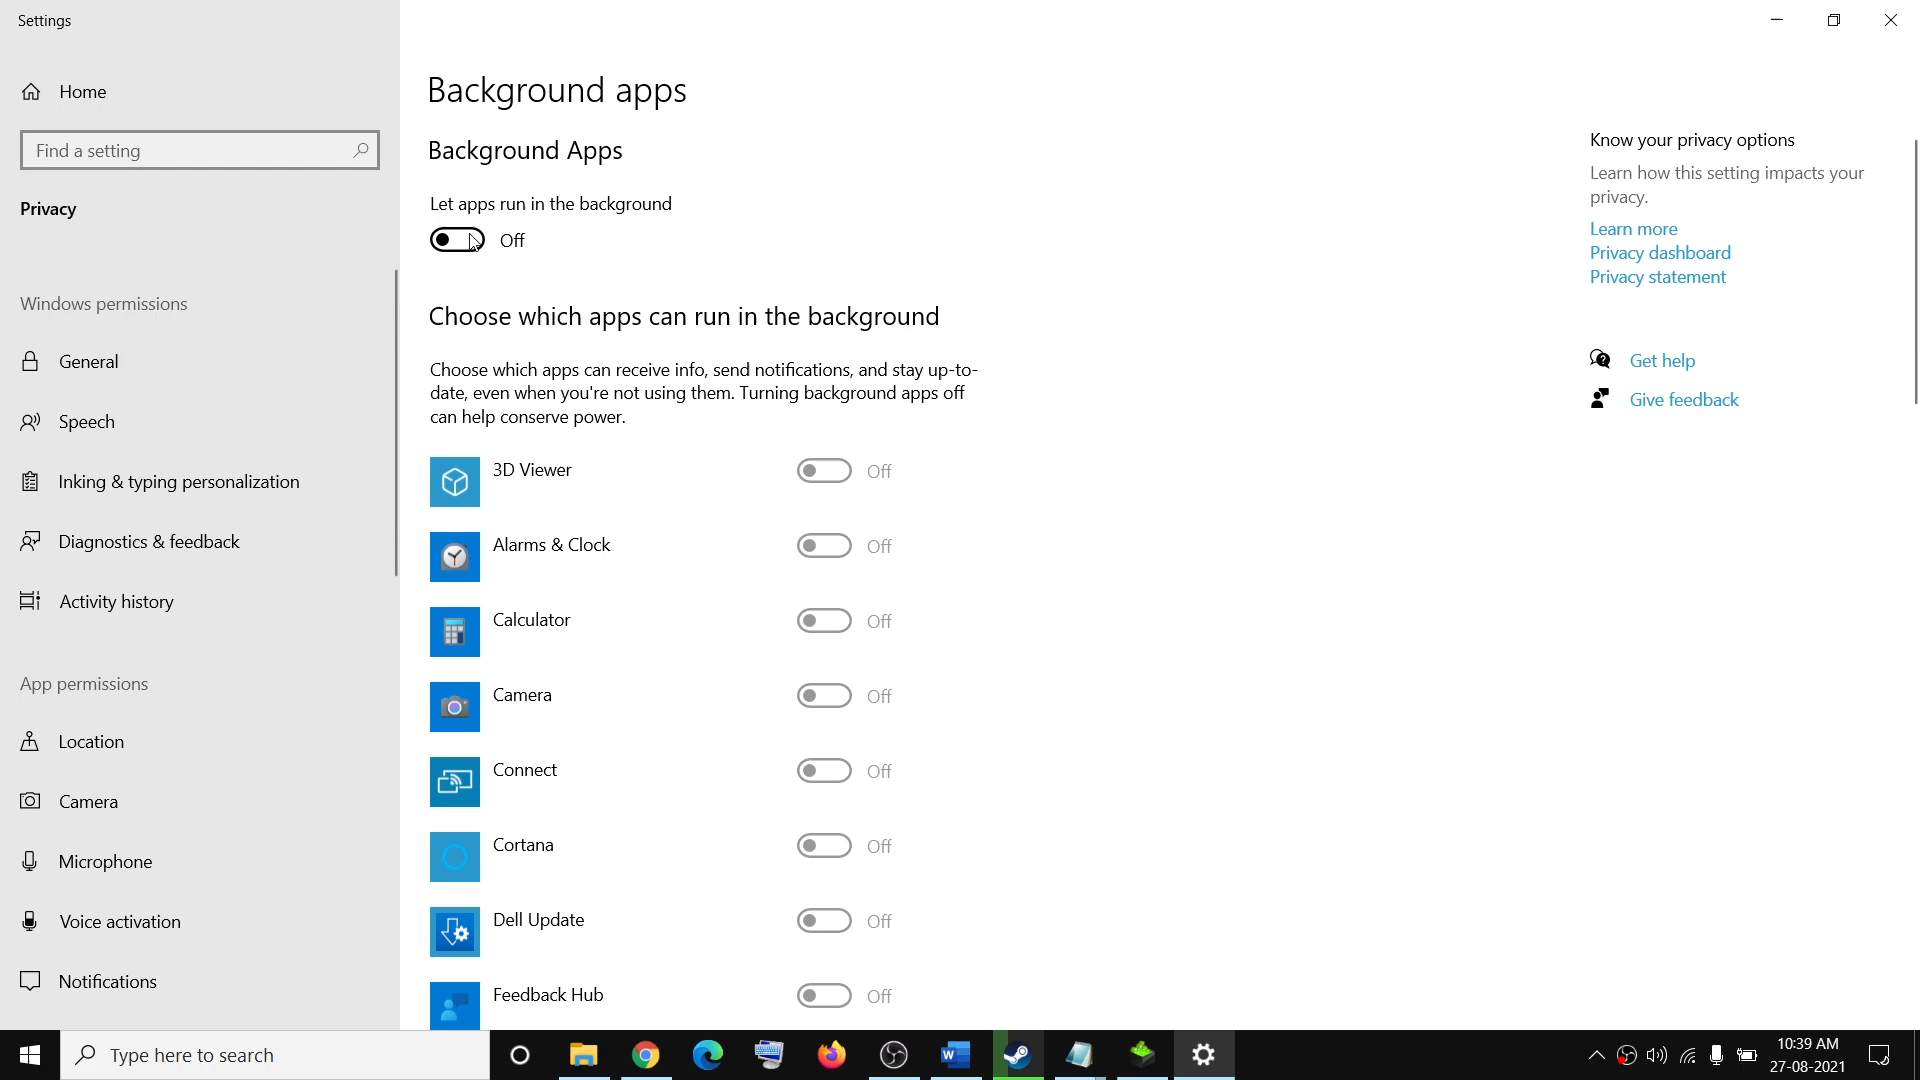 Settings
Home
Find a setting
Privacy
Windows permissions
General
Speech
Inking & typing personalization
Diagnostics & feedback
Activity history
App permissions
Location
Camera
Microphone
Voice activation
Notifications
Background apps
Background Apps
Let apps run in the background
Off
Choose which apps can run in the background
Choose which apps can receive info, send notifications, and stay up-to-
date, even when you're not using them. Turning background apps off
can help conserve power.
3D Viewer Off
Alarms & Clock Off
Calculator Off
Camera Off
Connect Off
Cortana Off
Dell Update Off
Feedback Hub Off
Know your privacy options
Learn how this setting impacts your
privacy.
Learn more
Privacy dashboard
Privacy statement
Get help
Give feedback
Type here to search
W
10:39 AM
27-08-2021